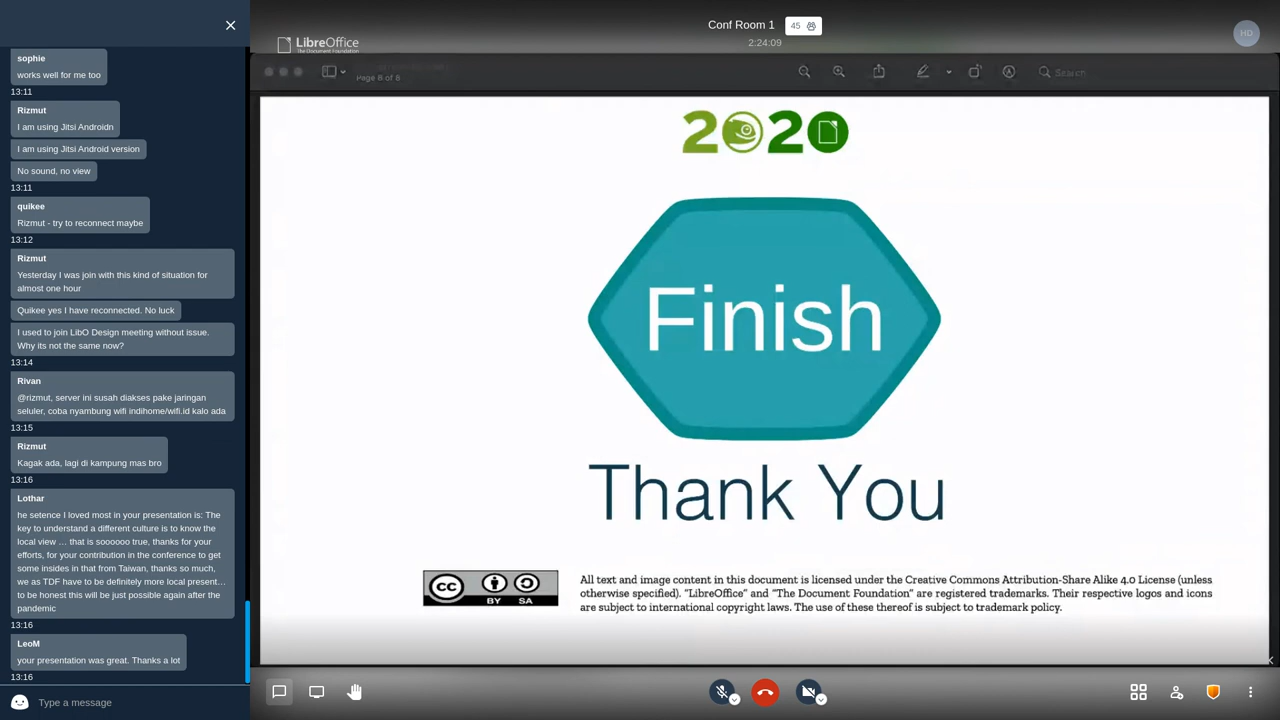 sophie
works well for me too
13:11
Rizmut
I am using Jitsi Androidn
I am using Jitsi Android version
No sound, no view
13:11
quikee
Rizmut - try to reconnect maybe
13:12
Rizmut
Yesterday I was join with this kind of situation for
almost one hour
Quikee yes I have reconnected. No luck
I used to join LibO Design meeting without issue.
Why its not the same now?
13:14
Rivan
@rizmut, server ini susah diakses pake jaringan
seluler, coba nyambung wifi indihome/wifi.id kalo ada
13:15
Rizmut
Kagak ada, lagi di kampung mas bro
13:16
Lothar
he setence I loved most in your presentation is: The
key to understand a different culture is to know the
local view ... that is soooooo true, thanks for your
efforts, for your contribution in the conference to get
some insides in that from Taiwan, thanks so much,
we as TDF have to be definitely more local present...
to be honest this will be just possible again after the
pandemic
13:16
LeoM
your presentation was great. Thanks a lot
13:16
Type a message
Conf Room 1
45
2:24:09
HD
LibreOffice
The Document Foundation
Page 8 of 8
Search
2020
Finish
Thank You
CC BY SA
All text and image content in this document is licensed under the Creative Commons Attribution-Share Alike 4.0 License (unless
otherwise specified). "LibreOffice" and "The Document Foundation" are registered trademarks. Their respective logos and icons
are subject to international copyright laws. The use of these thereof is subject to trademark policy.